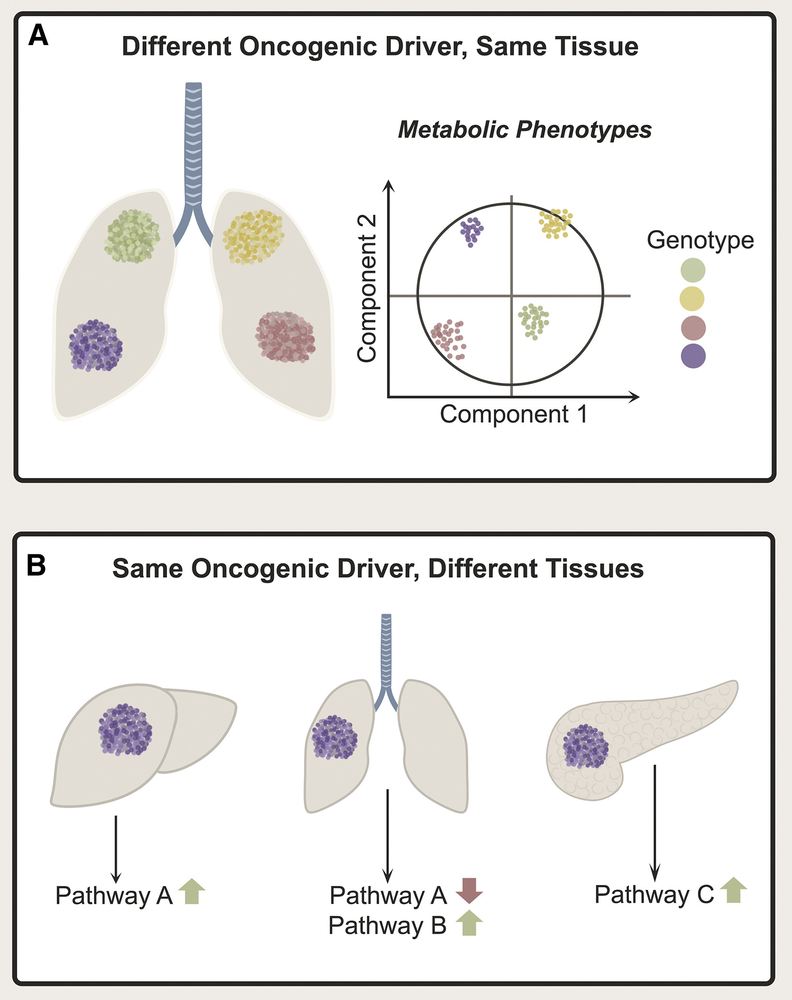 A
Different Oncogenic Driver, Same Tissue
Metabolic Phenotypes
Component 2
Component 1
Genotype
B
Same Oncogenic Driver, Different Tissues
Pathway A
Pathway A
Pathway B
Pathway C